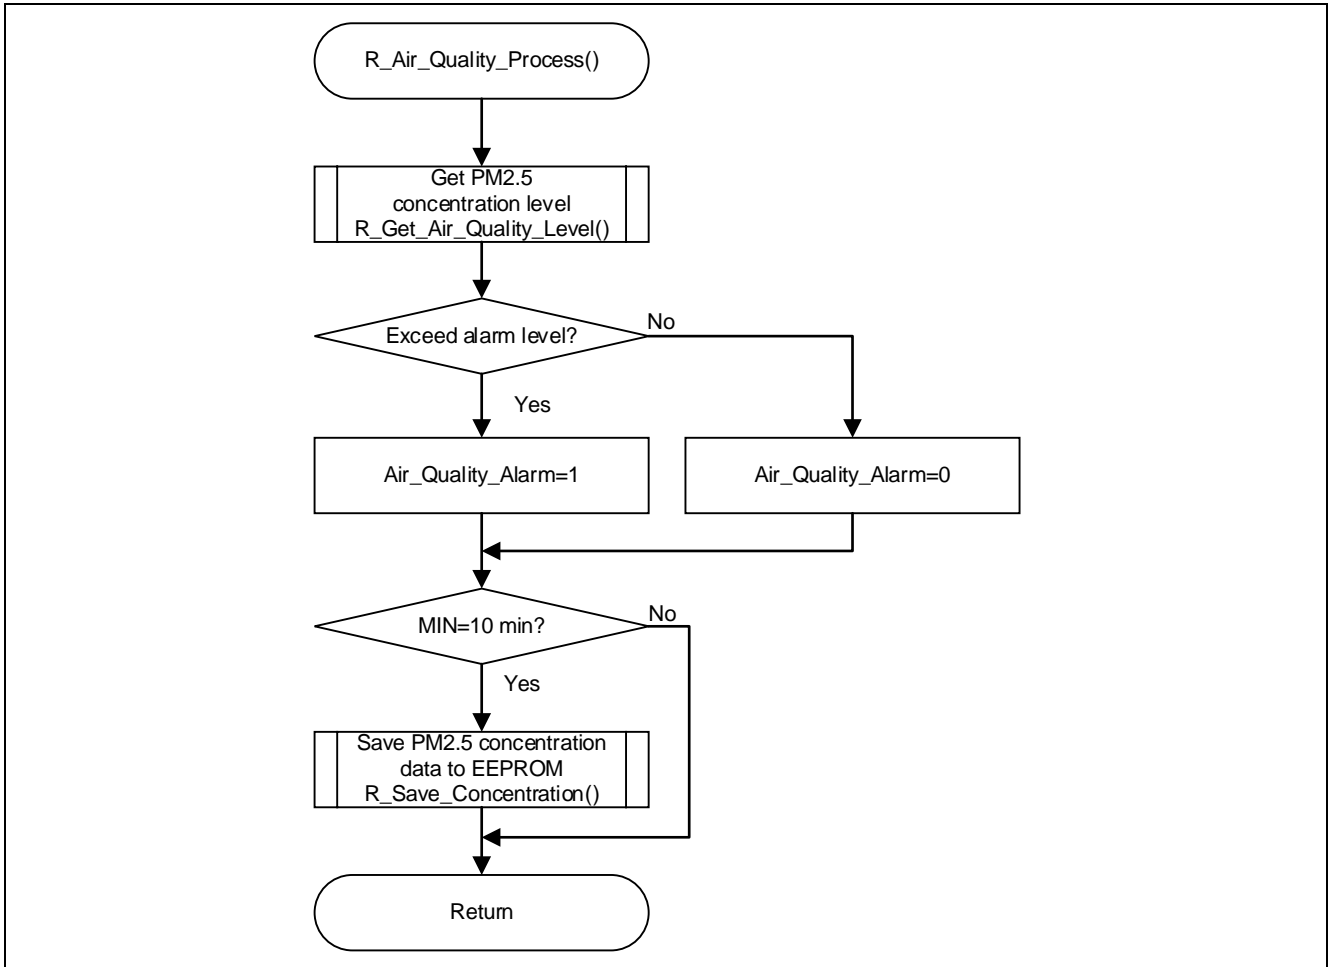 R_Air_Quality_Process()
Get PM2.5
concentration level
R_Get_Air_Quality_Level()
Exceed alarm level?
No
Yes
Air_Quality_Alarm=1
Air_Quality_Alarm=0
MIN=10 min?
No
Yes
Save PM2.5 concentration
data to EEPROM
R_Save_Concentration()
Return